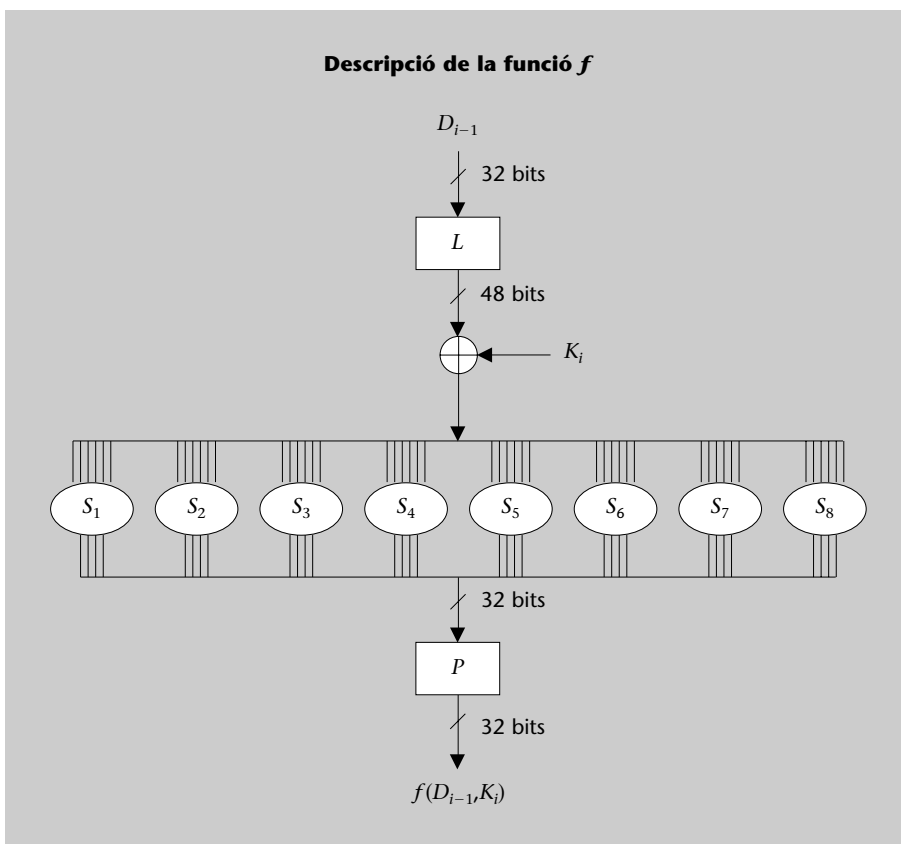 Descripció de la funció f
D_{i−1}
32 bits
L
48 bits
K_i
S_1 S_2 S_3 S_4 S_5 S_6 S_7 S_8
32 bits
P
32 bits
f(D_{i−1},K_i)